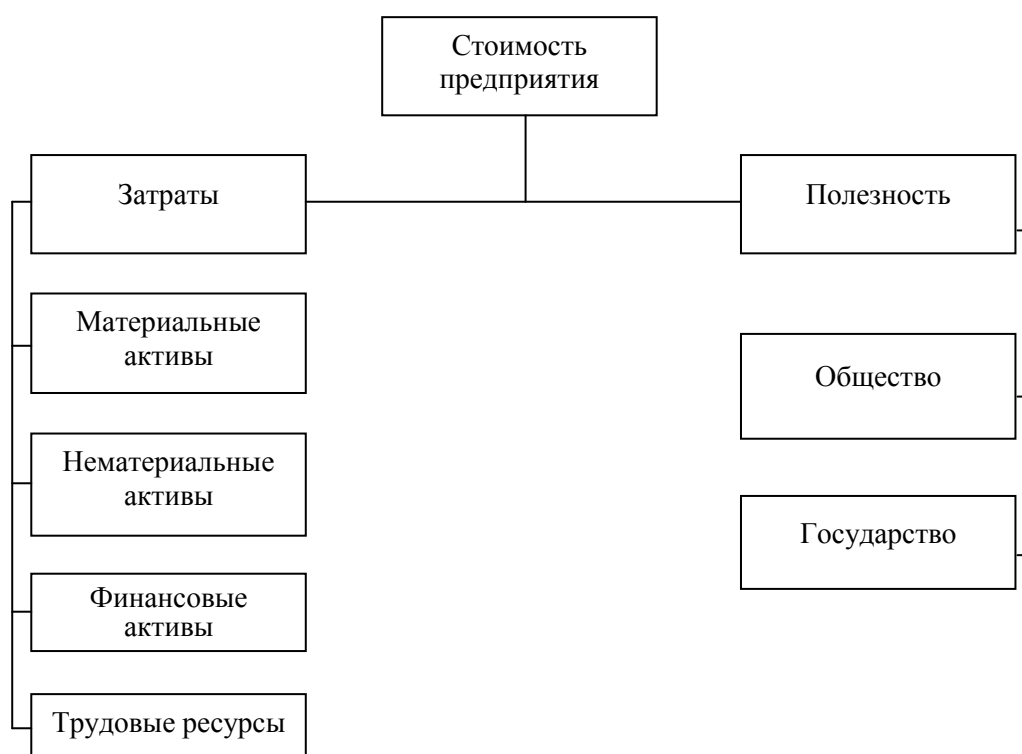 Стоимость
предприятия
Затраты
Полезность
Материальные
активы
Общество
Нематериальные
активы
Государство
Финансовые
активы
Трудовые ресурсы